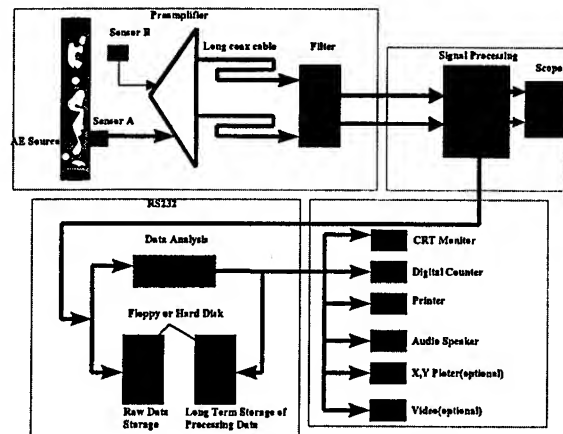 Preamplifier
Sensor B
Long coax cable
Filter
Signal Processing
Scope
Sensor A
AE Source
RS232
Data Analysis
CRT Monitor
Digital Counter
Floppy or Hard Disk
Printer
Audio Speaker
X,Y Ploter(optional)
Raw Data
Storage
Long Term Storage of
Processing Data
Video(optional)